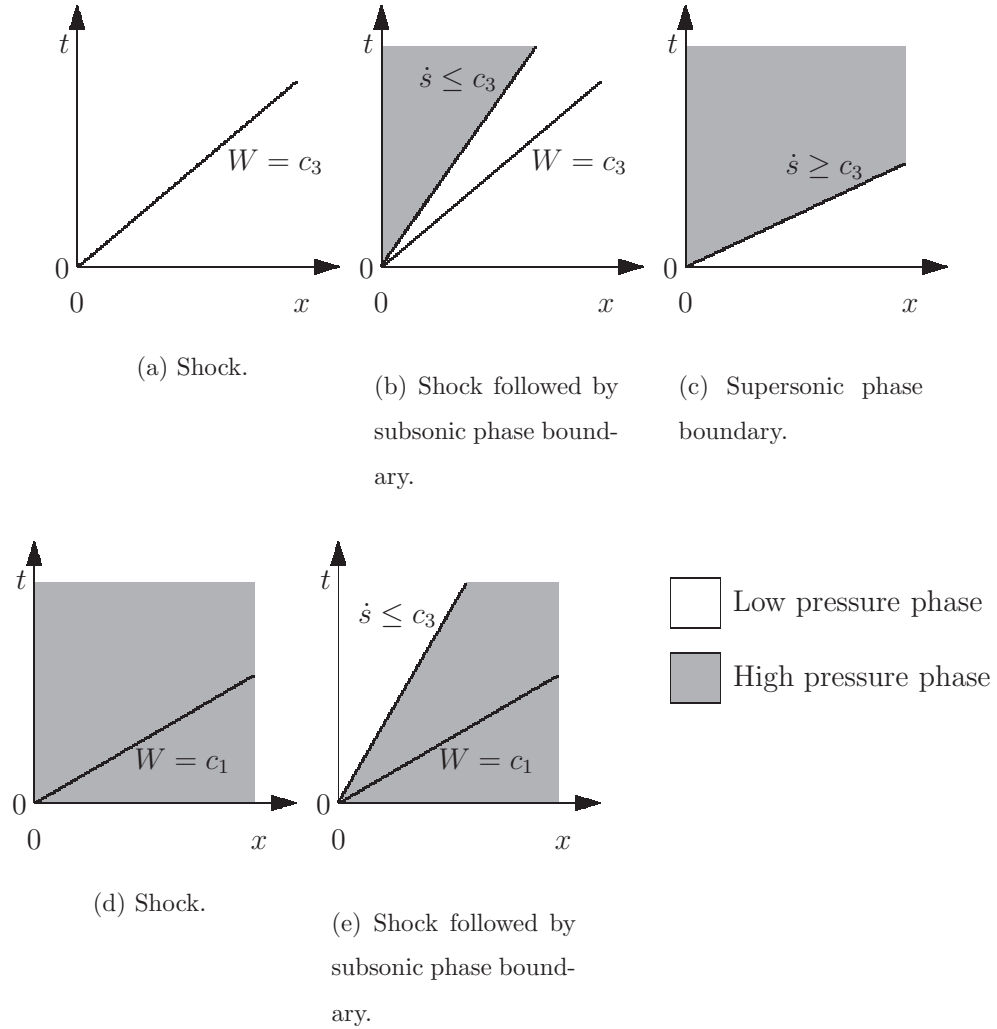 t
ṡ ≤ c₃
W = c₃
0
0
x
(a) Shock.
t
ṡ ≤ c₃
W = c₃
0
0
x
(b) Shock followed by
subsonic phase bound-
ary.
t
ṡ ≥ c₃
0
0
x
(c) Supersonic phase
boundary.
t
W = c₁
0
0
x
(d) Shock.
t
ṡ ≤ c₃
W = c₁
0
0
x
(e) Shock followed by
subsonic phase bound-
ary.
Low pressure phase
High pressure phase